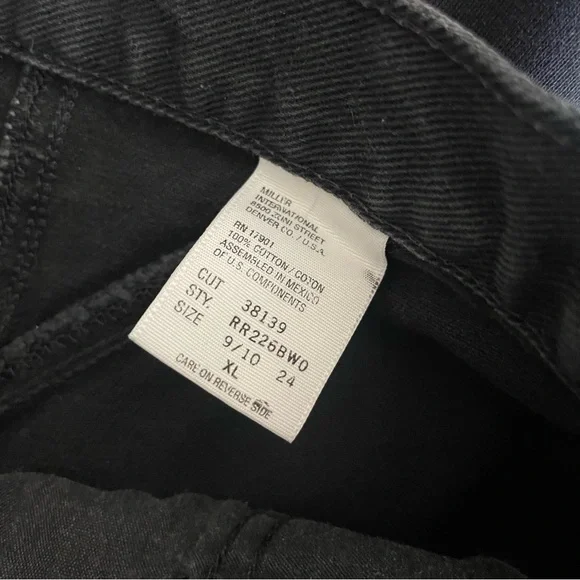 MILLER
INTERNATIONAL
8500 ZUNI STREET
DENVER CO. / U.S.A.
RN 17901
100% COTTON / COTON
ASSEMBLED IN MEXICO
OF U.S. COMPONENTS
CUT 38139
STY. RR226BWO
SIZE 9/10 24
XL
CARE ON REVERSE SIDE